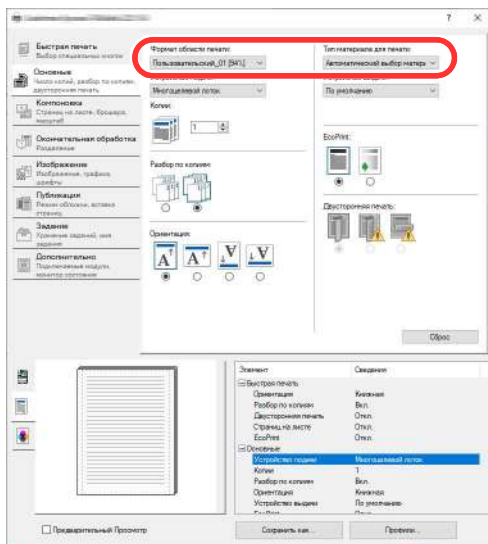 ? ×
Быстрая печать
Выбор специальных кнопок
Основные
Число копий, разбор по копиям,
двусторонняя печать
Компоновка
Страниц на листе, брошюра,
масштаб
Окончательная обработка
Разделение
Изображение
Изображение, графика,
шрифты
Публикация
Режим обложки, вставка
страниц
Задание
Хранение заданий, имя
задания
Дополнительно
Подключаемые модули,
монитор состояния
Формат области печати:
Пользовательский_01 [94%]
Многоцелевой лоток
Копии:
1
Разбор по копиям:
Ориентация:
Тип материала для печати:
Автоматический выбор матери
По умолчанию
EcoPrint:
Двусторонняя печать:
Сброс
Элемент Сведения
Быстрая печать
Ориентация Книжная
Разбор по копиям Вкл.
Двусторонняя печать Откл.
Страниц на листе Откл.
EcoPrint Откл.
Основные
Устройство подачи Многоцелевой лоток
Копии 1
Разбор по копиям Вкл.
Ориентация Книжная
Устройство выдачи По умолчанию
Предварительный Просмотр
Сохранить как...
Профили...